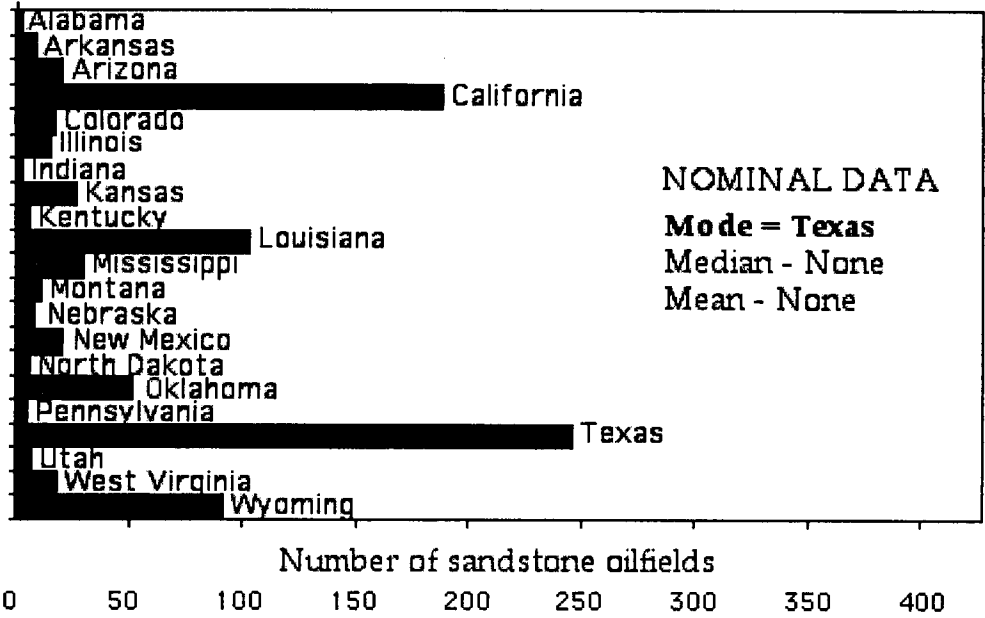 Alabama
Arkansas
Arizona
California
Colorado
Illinois
Indiana
Kansas
Kentucky
Louisiana
Mississippi
Montana
Nebraska
New Mexico
North Dakota
Oklahoma
Pennsylvania
Texas
Utah
West Virginia
Wyoming
NOMINAL DATA
Mode = Texas
Median - None
Mean - None
Number of sandstone oilfields
0 50 100 150 200 250 300 350 400